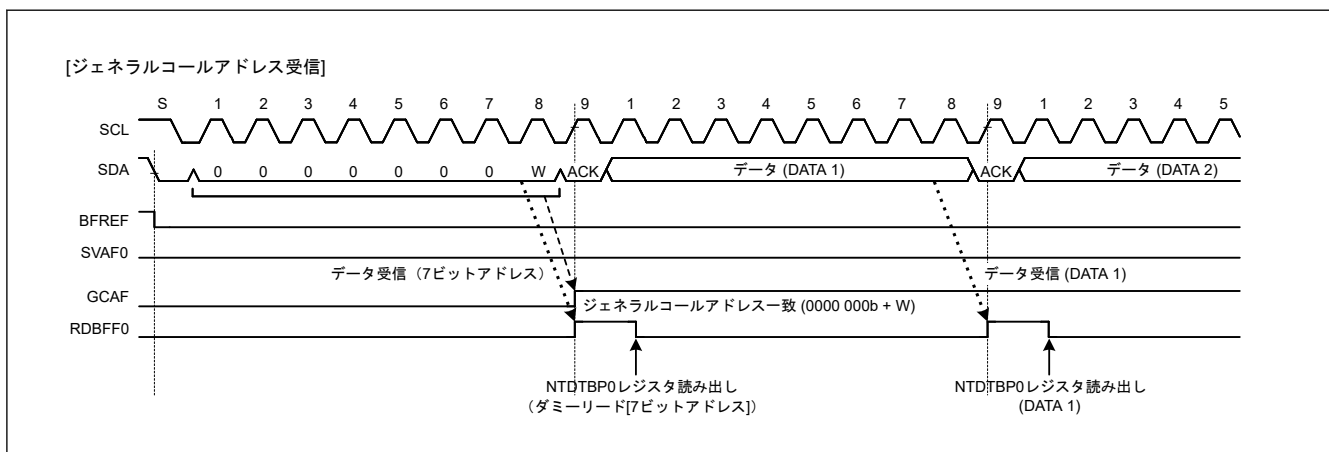 [ジェネラルコールアドレス受信]
S 1 2 3 4 5 6 7 8 9 1 2 3 4 5 6 7 8 9 1 2 3 4 5
SCL
SDA 0 0 0 0 0 0 0 W ACK データ (DATA 1) ACK データ (DATA 2)
BFREF
SVAF0
データ受信（7ビットアドレス） データ受信 (DATA 1)
GCAF
ジェネラルコールアドレス一致 (0000 000b + W)
RDBFF0
NTDTBP0レジスタ読み出し NTDTBP0レジスタ読み出し
（ダミーリード[7ビットアドレス]） (DATA 1)